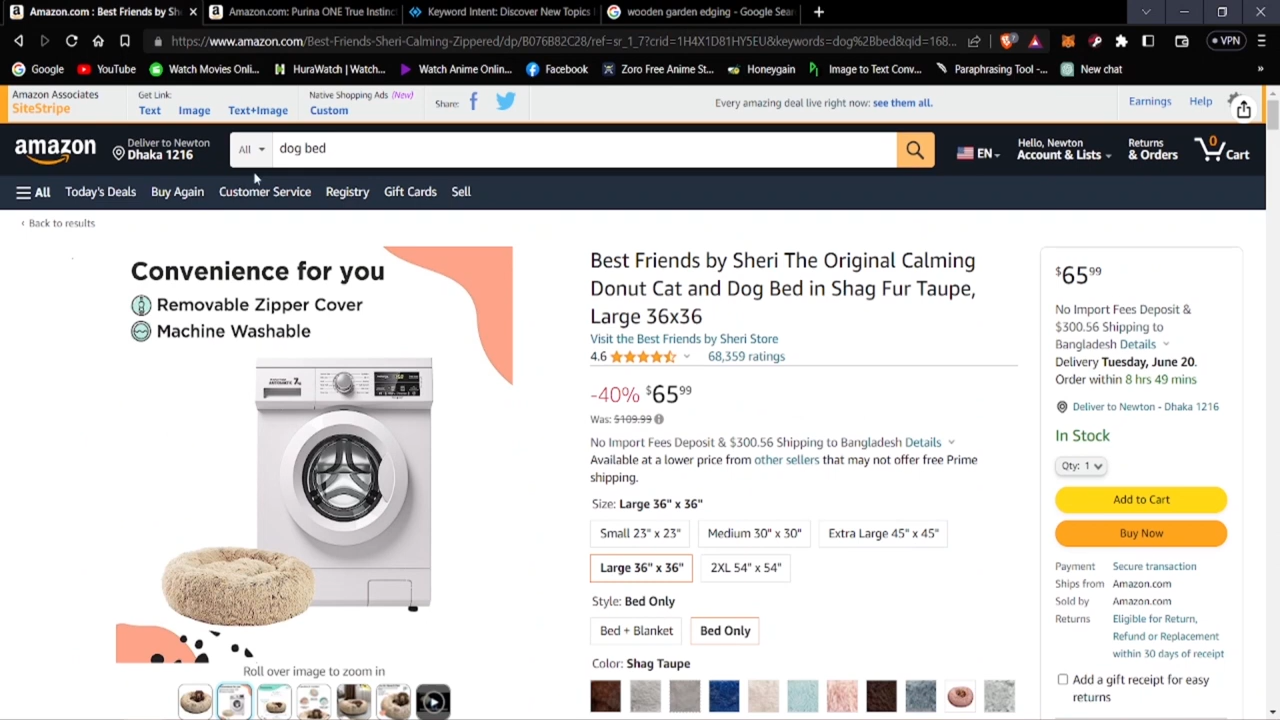 Amazon.com : Best Friends by Sh
Amazon.com: Purina ONE True Instinct
Keyword Intent: Discover New Topics
wooden garden edging - Google Sear
https://www.amazon.com/Best-Friends-Sheri-Calming-Zippered/dp/B076B82C28/ref=sr_1_7?crid=1H4X1D81HY5EU&keywords=dog%2bbed&qid=168...
VPN
Google
YouTube
Watch Movies Onli...
HuraWatch | Watch...
Watch Anime Onlin...
Facebook
Zoro Free Anime St...
Honeygain
Image to Text Conv...
Paraphrasing Tool -...
New chat
»
Amazon Associates
SiteStripe
Get Link:
Text Image Text+Image
Native Shopping Ads (New)
Custom
Share:
Every amazing deal live right now: see them all.
Earnings Help
amazon
Deliver to Newton
Dhaka 1216
All
dog bed
EN
Hello, Newton
Account & Lists
Returns
& Orders
0
Cart
All Today's Deals Buy Again Customer Service Registry Gift Cards Sell
‹ Back to results
Convenience for you
Removable Zipper Cover
Machine Washable
Roll over image to zoom in
Best Friends by Sheri The Original Calming
Donut Cat and Dog Bed in Shag Fur Taupe,
Large 36x36
Visit the Best Friends by Sheri Store
4.6 68,359 ratings
-40% $65 99
Was: $109.99
No Import Fees Deposit & $300.56 Shipping to Bangladesh Details
Available at a lower price from other sellers that may not offer free Prime
shipping.
Size: Large 36" x 36"
Small 23" x 23" Medium 30" x 30" Extra Large 45" x 45"
Large 36" x 36" 2XL 54" x 54"
Style: Bed Only
Bed + Blanket Bed Only
Color: Shag Taupe
$65 99
No Import Fees Deposit &
$300.56 Shipping to
Bangladesh Details
Delivery Tuesday, June 20.
Order within 8 hrs 49 mins
Deliver to Newton - Dhaka 1216
In Stock
Qty: 1
Add to Cart
Buy Now
Payment Secure transaction
Ships from Amazon.com
Sold by Amazon.com
Returns Eligible for Return,
Refund or Replacement
within 30 days of receipt
Add a gift receipt for easy
returns